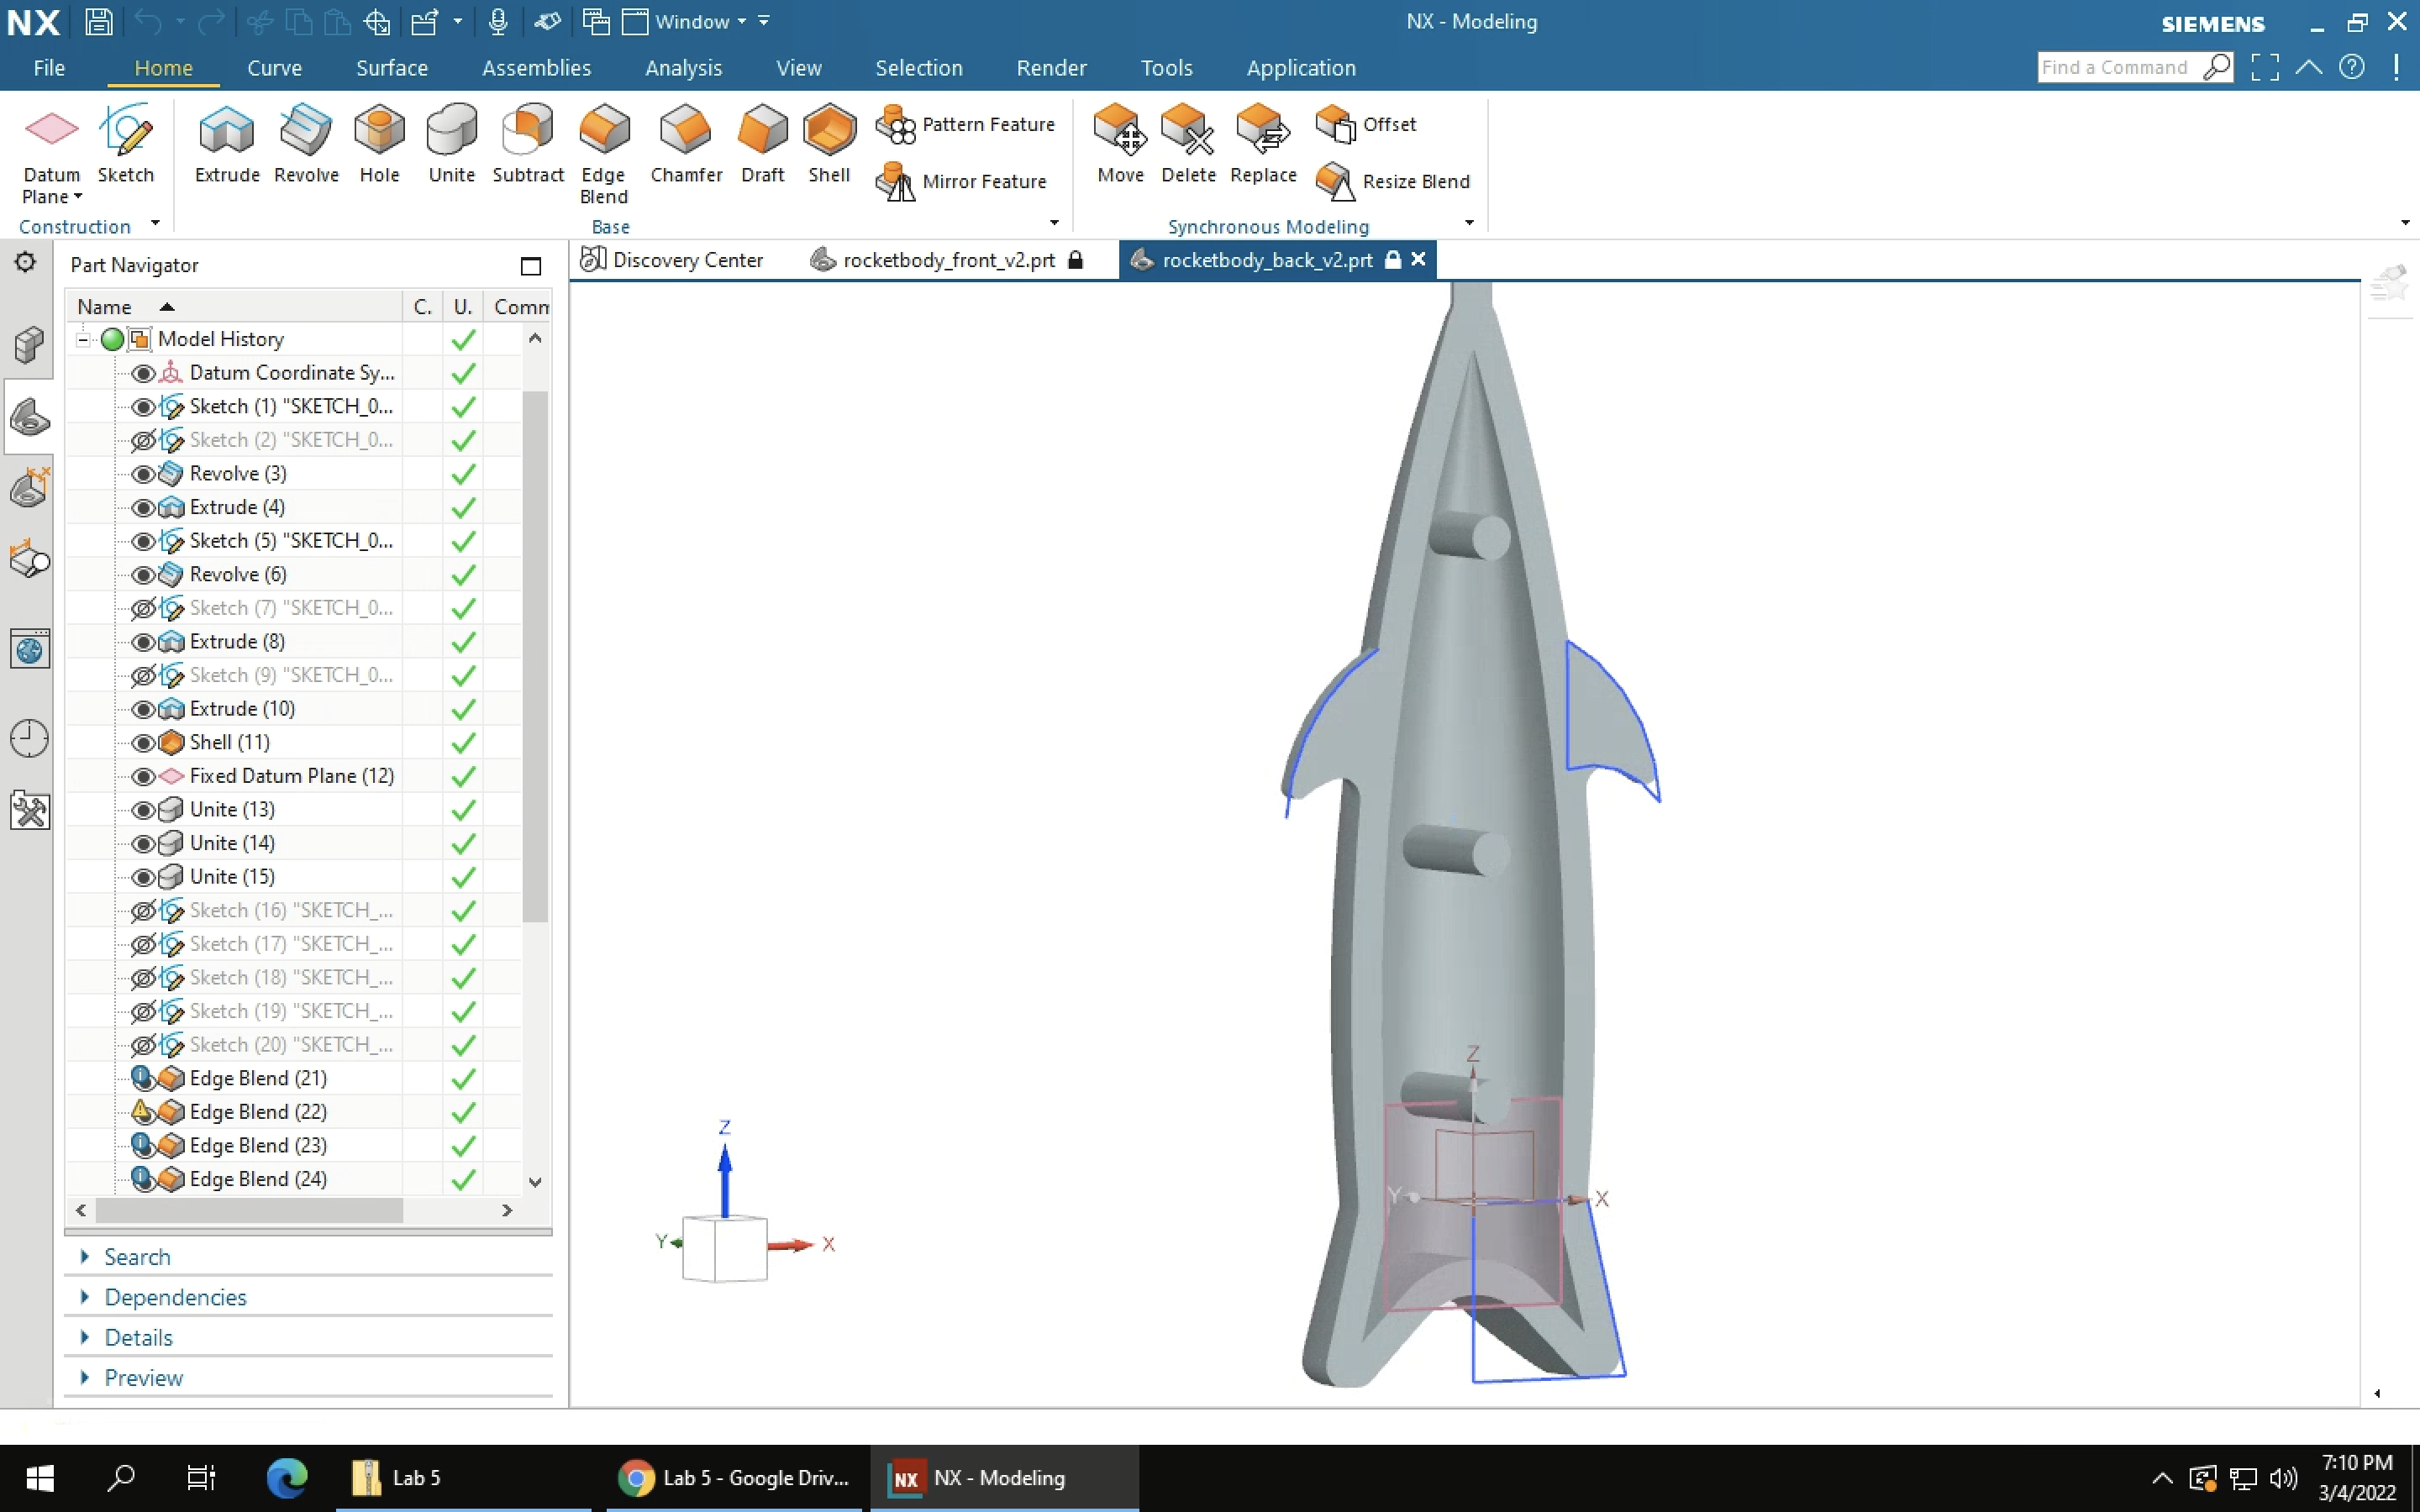 NX Window NX - Modeling SIEMENS
File Home Curve Surface Assemblies Analysis View Selection Render Tools Application Find a Command
Datum Plane Sketch Extrude Revolve Hole Unite Subtract Edge Blend Chamfer Draft Shell Pattern Feature Mirror Feature Move Delete Replace Offset Resize Blend
Construction Base Synchronous Modeling
Part Navigator
Discovery Center rocketbody_front_v2.prt rocketbody_back_v2.prt
Name C. U. Comm
Model History
Datum Coordinate Sy...
Sketch (1) "SKETCH_0...
Sketch (2) "SKETCH_0...
Revolve (3)
Extrude (4)
Sketch (5) "SKETCH_0...
Revolve (6)
Sketch (7) "SKETCH_0...
Extrude (8)
Sketch (9) "SKETCH_0...
Extrude (10)
Shell (11)
Fixed Datum Plane (12)
Unite (13)
Unite (14)
Unite (15)
Sketch (16) "SKETCH_...
Sketch (17) "SKETCH_...
Sketch (18) "SKETCH_...
Sketch (19) "SKETCH_...
Sketch (20) "SKETCH_...
Edge Blend (21)
Edge Blend (22)
Edge Blend (23)
Edge Blend (24)
Search
Dependencies
Details
Preview
Z
Y X
Z
Y X
Lab 5 Lab 5 - Google Driv... NX NX - Modeling 7:10 PM
3/4/2022